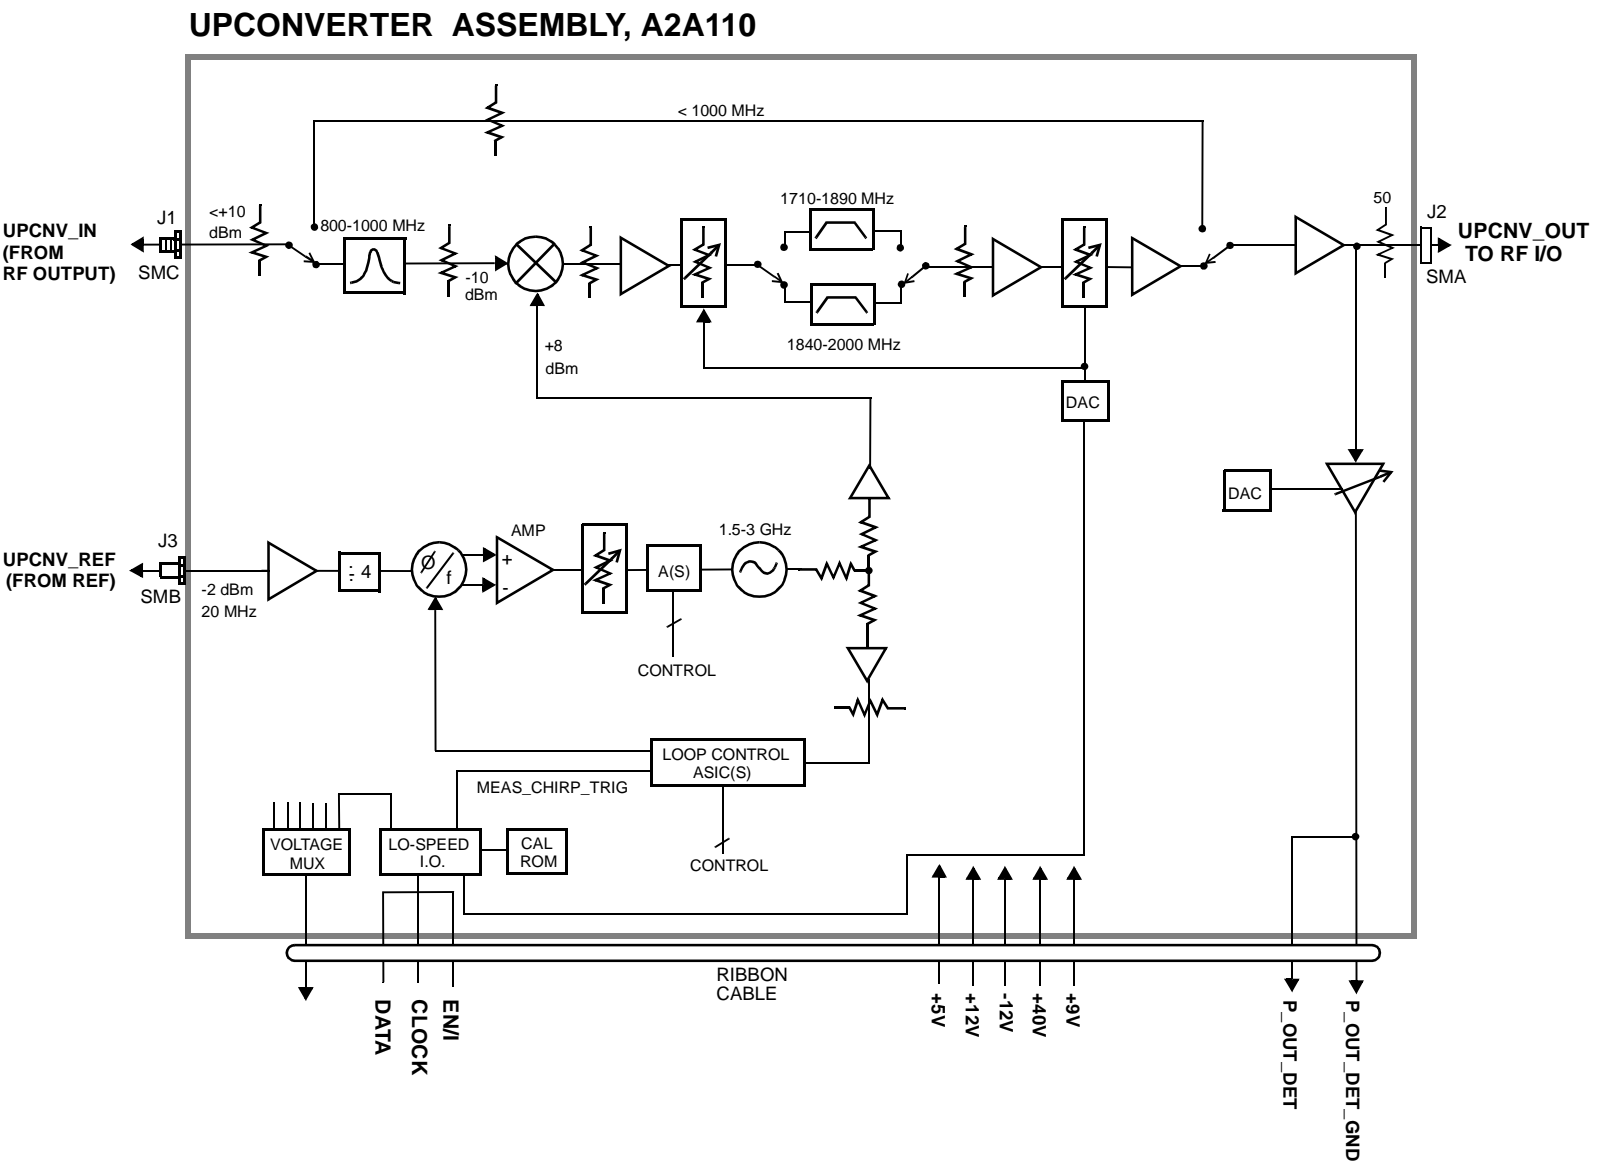 UPCONVERTER ASSEMBLY, A2A110
< 1000 MHz
J1
<+10
dBm
UPCNV_IN
(FROM
RF OUTPUT)
SMC
800-1000 MHz
-10
dBm
1710-1890 MHz
1840-2000 MHz
50
J2
UPCNV_OUT
TO RF I/O
SMA
+8
dBm
DAC
DAC
J3
UPCNV_REF
(FROM REF)
SMB
-2 dBm
20 MHz
÷ 4
Ø
f
AMP
+
-
A(S)
1.5-3 GHz
CONTROL
LOOP CONTROL
ASIC(S)
MEAS_CHIRP_TRIG
CONTROL
VOLTAGE
MUX
LO-SPEED
I.O.
CAL
ROM
RIBBON
CABLE
DATA
CLOCK
EN/I
+5V
+12V
-12V
+40V
+9V
P_OUT_DET
P_OUT_DET_GND